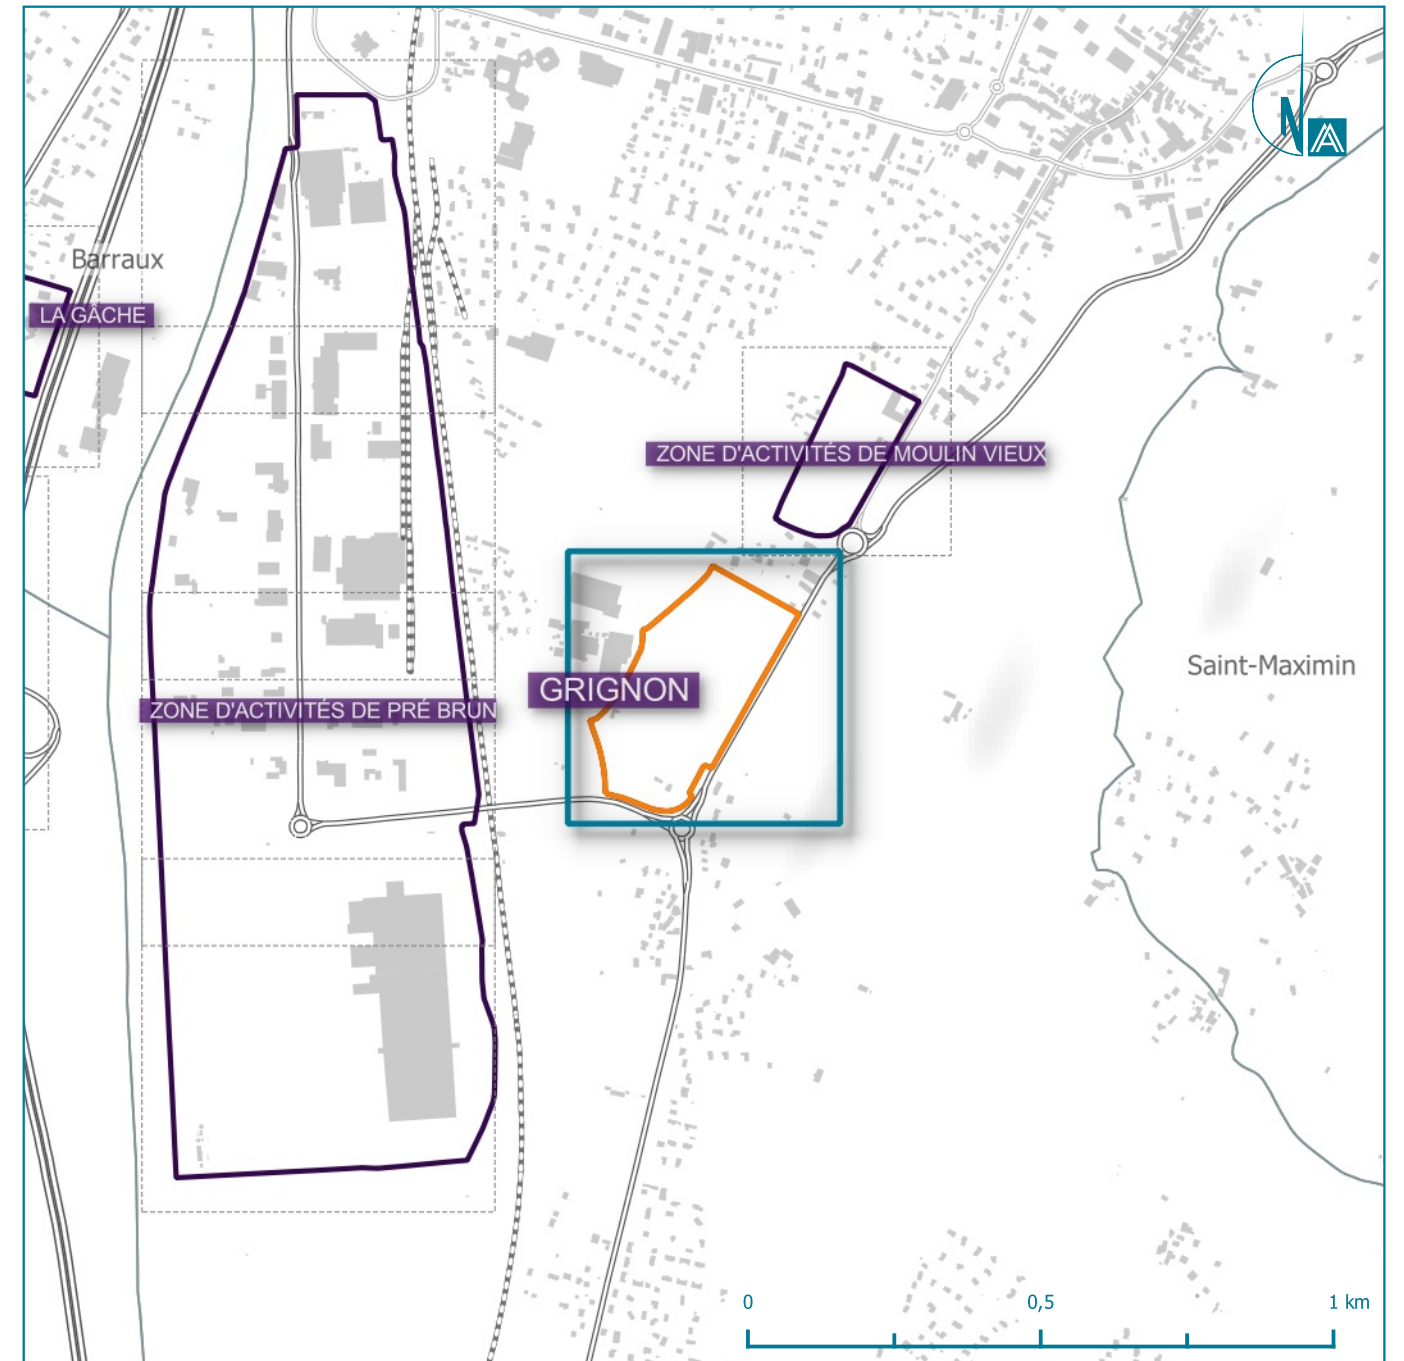 N
Barraux
LA GÂCHE
ZONE D'ACTIVITÉS DE MOULIN VIEUX
Saint-Maximin
GRIGNON
ZONE D'ACTIVITÉS DE PRÉ BRUN
0 0,5 1 km